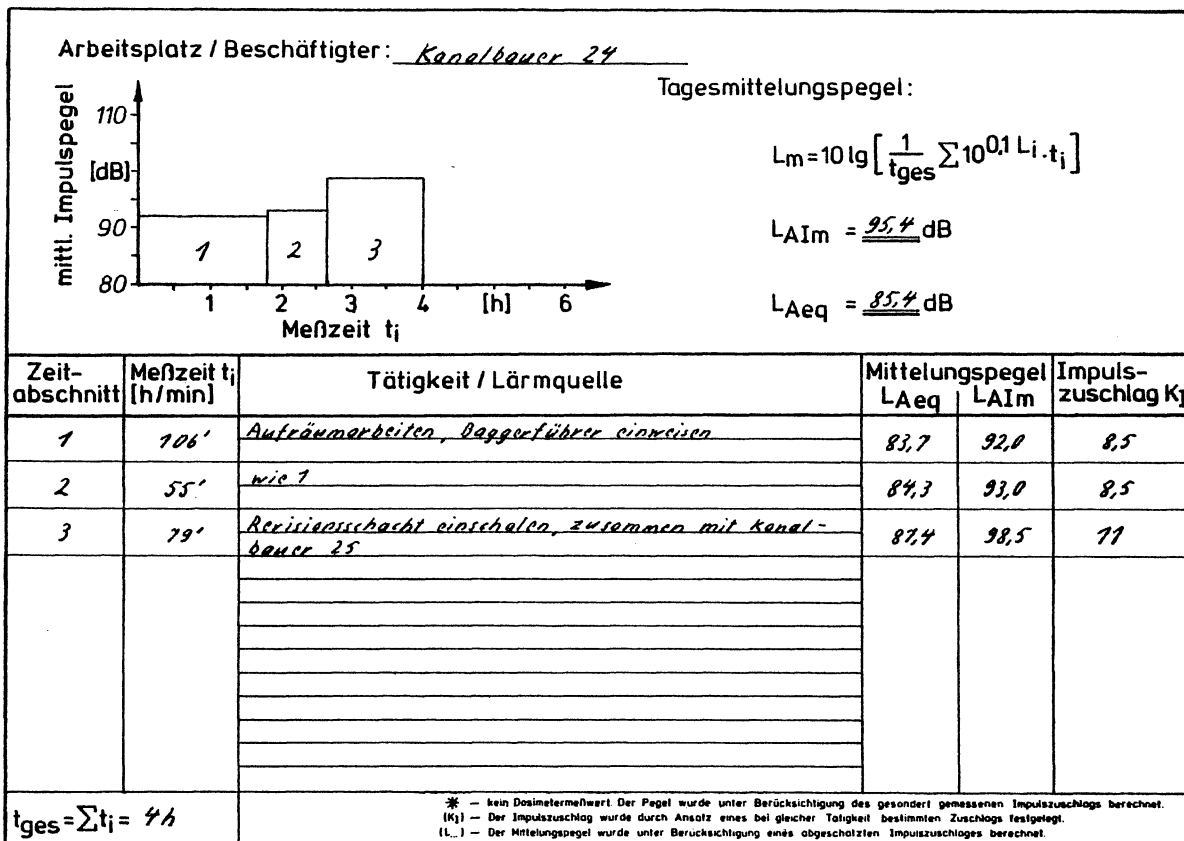 Arbeitsplatz / Beschäftigter: Kanalbauer 24
mittl. Impulspegel
[dB]
110
90
80
1 2 3
1 2 3 4 [h] 6
Meßzeit ti
Tagesmittelungspegel:
Lm = 10 lg [ 1/tges ∑ 10^0,1 Li · ti ]
LAIm = 95,4 dB
LAeq = 85,4 dB
Zeit-abschnitt | Meßzeit ti [h/min] | Tätigkeit / Lärmquelle | Mittelungspegel LAeq | LAIm | Impuls-zuschlag KI
1 106' Aufräumarbeiten, Baggerführer einweisen 83,7 92,0 8,5
2 55' wie 1 84,3 93,0 8,5
3 79' Revisionsschacht einschalen, zusammen mit Kanal-
bauer 25 87,4 98,5 11
tges = ∑ti = 4h
* – kein Dosimetermeßwert. Der Pegel wurde unter Berücksichtigung des gesondert gemessenen Impulszuschlags berechnet.
(KI) – Der Impulszuschlag wurde durch Ansatz eines bei gleicher Tätigkeit bestimmten Zuschlags festgelegt.
(L...) – Der Mittelungspegel wurde unter Berücksichtigung eines abgeschätzten Impulszuschlages berechnet.